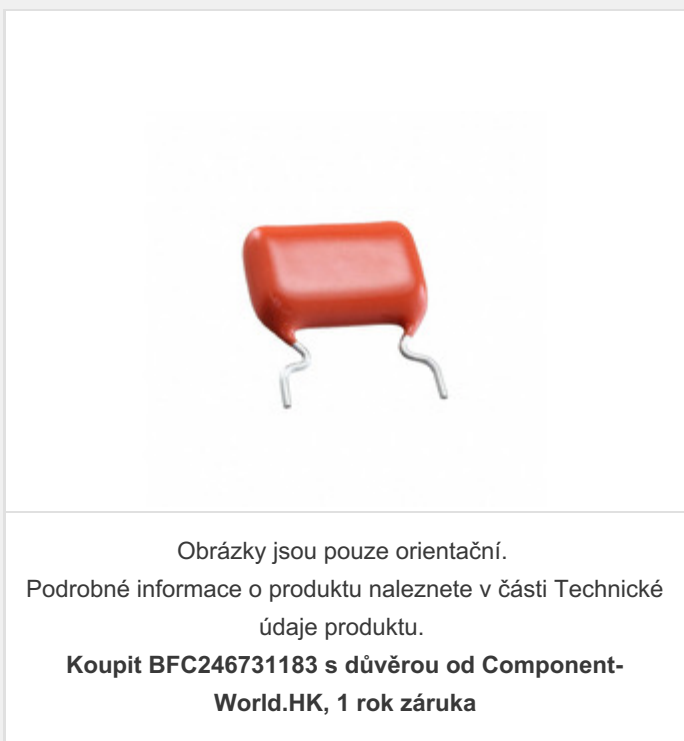 Obrázky jsou pouze orientační.
Podrobné informace o produktu naleznete v části Technické
údaje produktu.
Koupit BFC246731183 s důvěrou od Component-
World.HK, 1 rok záruka